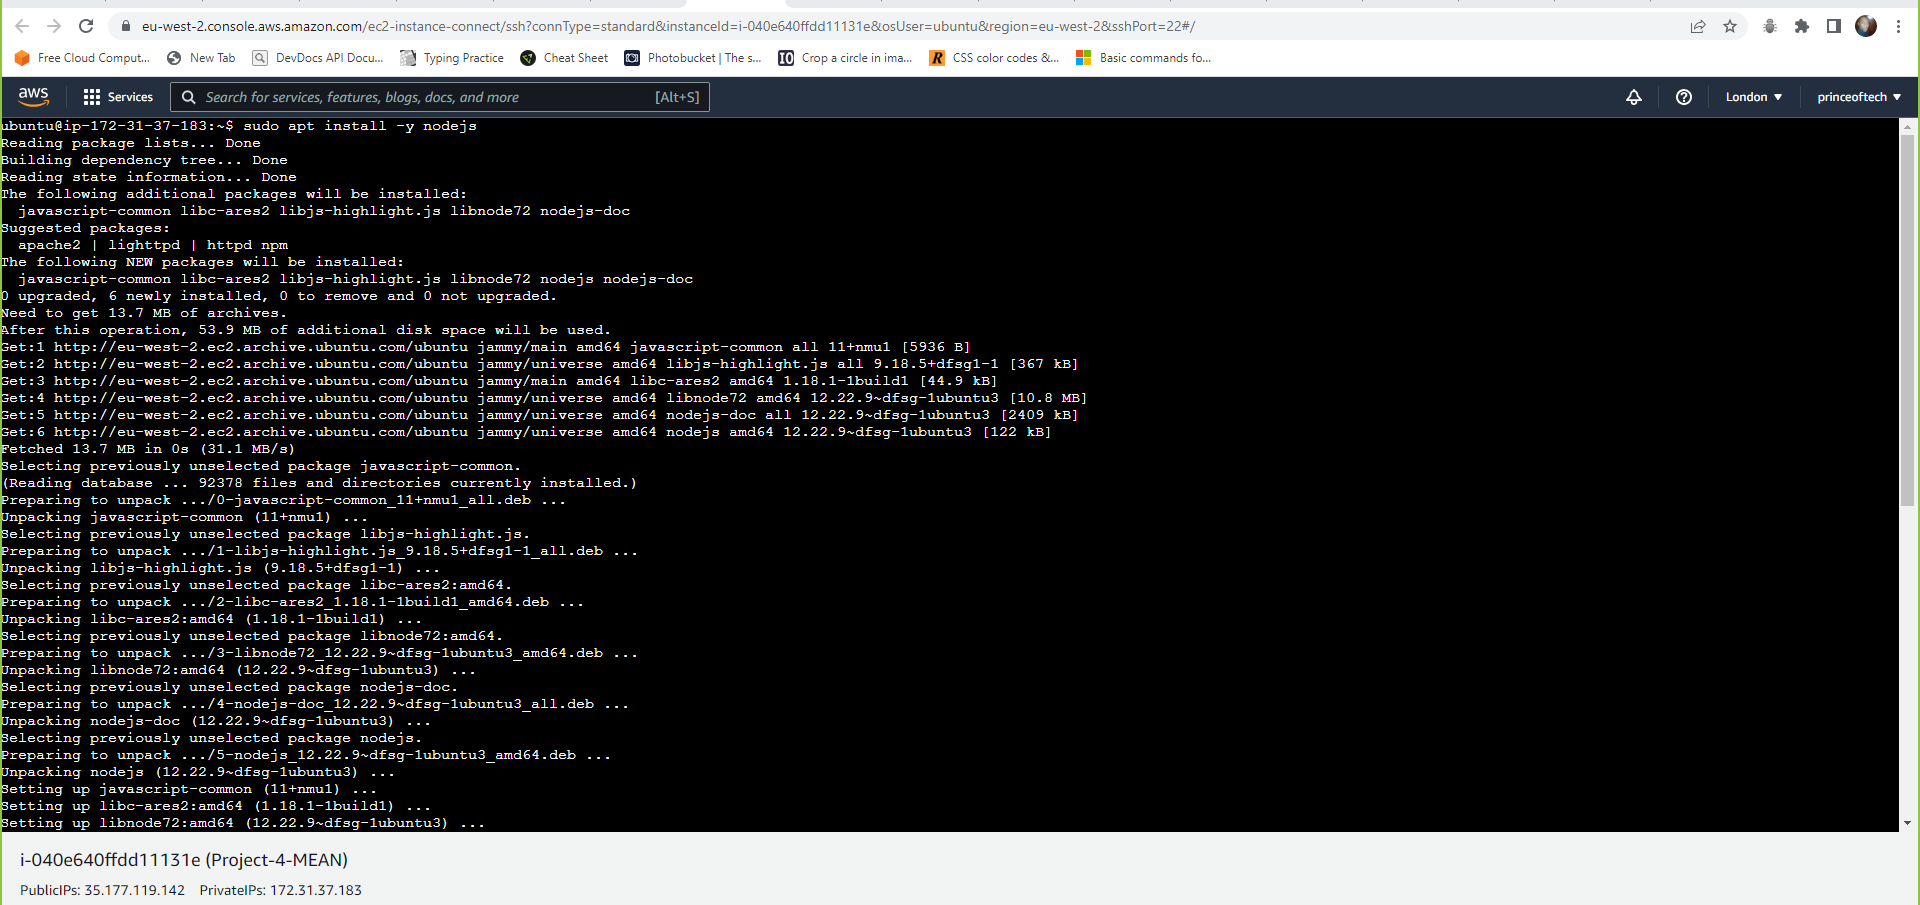 eu-west-2.console.aws.amazon.com/ec2-instance-connect/ssh?connType=standard&instanceId=i-040e640ffdd11131e&osUser=ubuntu&region=eu-west-2&sshPort=22#/
Free Cloud Comput... New Tab DevDocs API Docu... Typing Practice Cheat Sheet Photobucket | The s... IO Crop a circle in ima... R CSS color codes &... Basic commands fo...
aws Services Search for services, features, blogs, docs, and more [Alt+S] London princeoftech
ubuntu@ip-172-31-37-183:~$ sudo apt install -y nodejs
Reading package lists... Done
Building dependency tree... Done
Reading state information... Done
The following additional packages will be installed:
  javascript-common libc-ares2 libjs-highlight.js libnode72 nodejs-doc
Suggested packages:
  apache2 | lighttpd | httpd npm
The following NEW packages will be installed:
  javascript-common libc-ares2 libjs-highlight.js libnode72 nodejs nodejs-doc
0 upgraded, 6 newly installed, 0 to remove and 0 not upgraded.
Need to get 13.7 MB of archives.
After this operation, 53.9 MB of additional disk space will be used.
Get:1 http://eu-west-2.ec2.archive.ubuntu.com/ubuntu jammy/main amd64 javascript-common all 11+nmu1 [5936 B]
Get:2 http://eu-west-2.ec2.archive.ubuntu.com/ubuntu jammy/universe amd64 libjs-highlight.js all 9.18.5+dfsg1-1 [367 kB]
Get:3 http://eu-west-2.ec2.archive.ubuntu.com/ubuntu jammy/main amd64 libc-ares2 amd64 1.18.1-1build1 [44.9 kB]
Get:4 http://eu-west-2.ec2.archive.ubuntu.com/ubuntu jammy/universe amd64 libnode72 amd64 12.22.9~dfsg-1ubuntu3 [10.8 MB]
Get:5 http://eu-west-2.ec2.archive.ubuntu.com/ubuntu jammy/universe amd64 nodejs-doc all 12.22.9~dfsg-1ubuntu3 [2409 kB]
Get:6 http://eu-west-2.ec2.archive.ubuntu.com/ubuntu jammy/universe amd64 nodejs amd64 12.22.9~dfsg-1ubuntu3 [122 kB]
Fetched 13.7 MB in 0s (31.1 MB/s)
Selecting previously unselected package javascript-common.
(Reading database ... 92378 files and directories currently installed.)
Preparing to unpack .../0-javascript-common_11+nmu1_all.deb ...
Unpacking javascript-common (11+nmu1) ...
Selecting previously unselected package libjs-highlight.js.
Preparing to unpack .../1-libjs-highlight.js_9.18.5+dfsg1-1_all.deb ...
Unpacking libjs-highlight.js (9.18.5+dfsg1-1) ...
Selecting previously unselected package libc-ares2:amd64.
Preparing to unpack .../2-libc-ares2_1.18.1-1build1_amd64.deb ...
Unpacking libc-ares2:amd64 (1.18.1-1build1) ...
Selecting previously unselected package libnode72:amd64.
Preparing to unpack .../3-libnode72_12.22.9~dfsg-1ubuntu3_amd64.deb ...
Unpacking libnode72:amd64 (12.22.9~dfsg-1ubuntu3) ...
Selecting previously unselected package nodejs-doc.
Preparing to unpack .../4-nodejs-doc_12.22.9~dfsg-1ubuntu3_all.deb ...
Unpacking nodejs-doc (12.22.9~dfsg-1ubuntu3) ...
Selecting previously unselected package nodejs.
Preparing to unpack .../5-nodejs_12.22.9~dfsg-1ubuntu3_amd64.deb ...
Unpacking nodejs (12.22.9~dfsg-1ubuntu3) ...
Setting up javascript-common (11+nmu1) ...
Setting up libc-ares2:amd64 (1.18.1-1build1) ...
Setting up libnode72:amd64 (12.22.9~dfsg-1ubuntu3) ...
i-040e640ffdd11131e (Project-4-MEAN)
PublicIPs: 35.177.119.142 PrivateIPs: 172.31.37.183